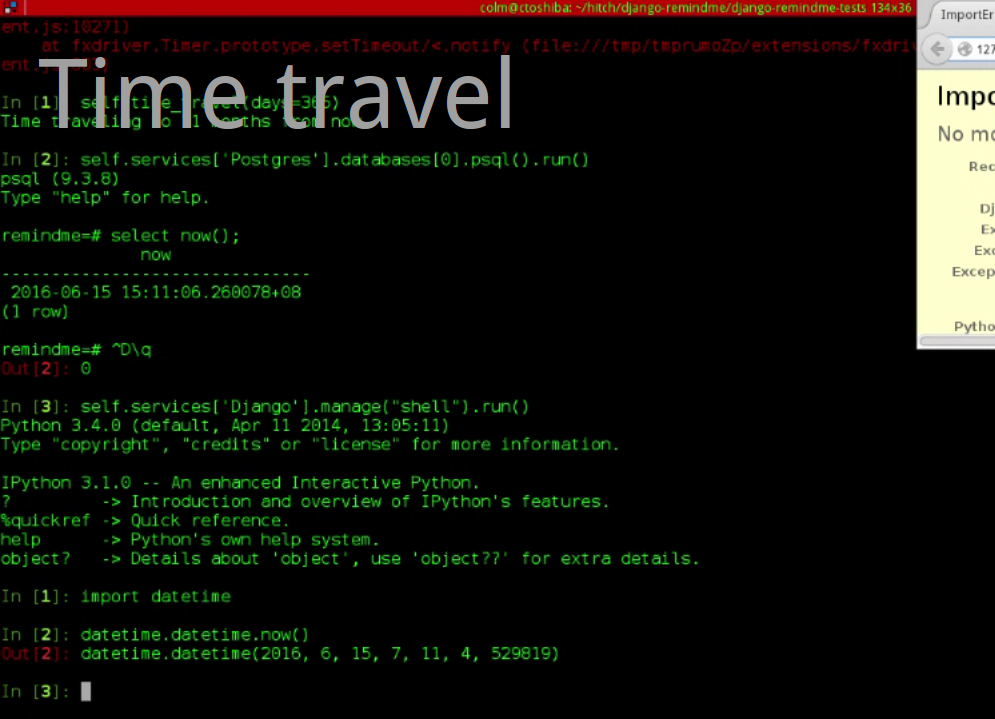 colm@ctoshiba: ~/hitch/django-remindme/django-remindme-tests 134x36
ent.js:10271)
at fxdriver.Timer.prototype.setTimeout/<.notify (file:///tmp/tmprumoZp/extensions/fxdriv
Time travel
In [1]: self.time_travel(days=365)
Time traveling to 11 months from now
In [2]: self.services['Postgres'].databases[0].psql().run()
psql (9.3.8)
Type "help" for help.
remindme=# select now();
now
-------------------------------
2016-06-15 15:11:06.260078+08
(1 row)
remindme=# ^D\q
Out[2]: 0
In [3]: self.services['Django'].manage("shell").run()
Python 3.4.0 (default, Apr 11 2014, 13:05:11)
Type "copyright", "credits" or "license" for more information.
IPython 3.1.0 -- An enhanced Interactive Python.
? -> Introduction and overview of IPython's features.
%quickref -> Quick reference.
help -> Python's own help system.
object? -> Details about 'object', use 'object??' for extra details.
In [1]: import datetime
In [2]: datetime.datetime.now()
Out[2]: datetime.datetime(2016, 6, 15, 7, 11, 4, 529819)
In [3]:
ImportEr
127
Impo
No mo
Rec
Dj
Ex
Exc
Excep
Pytho